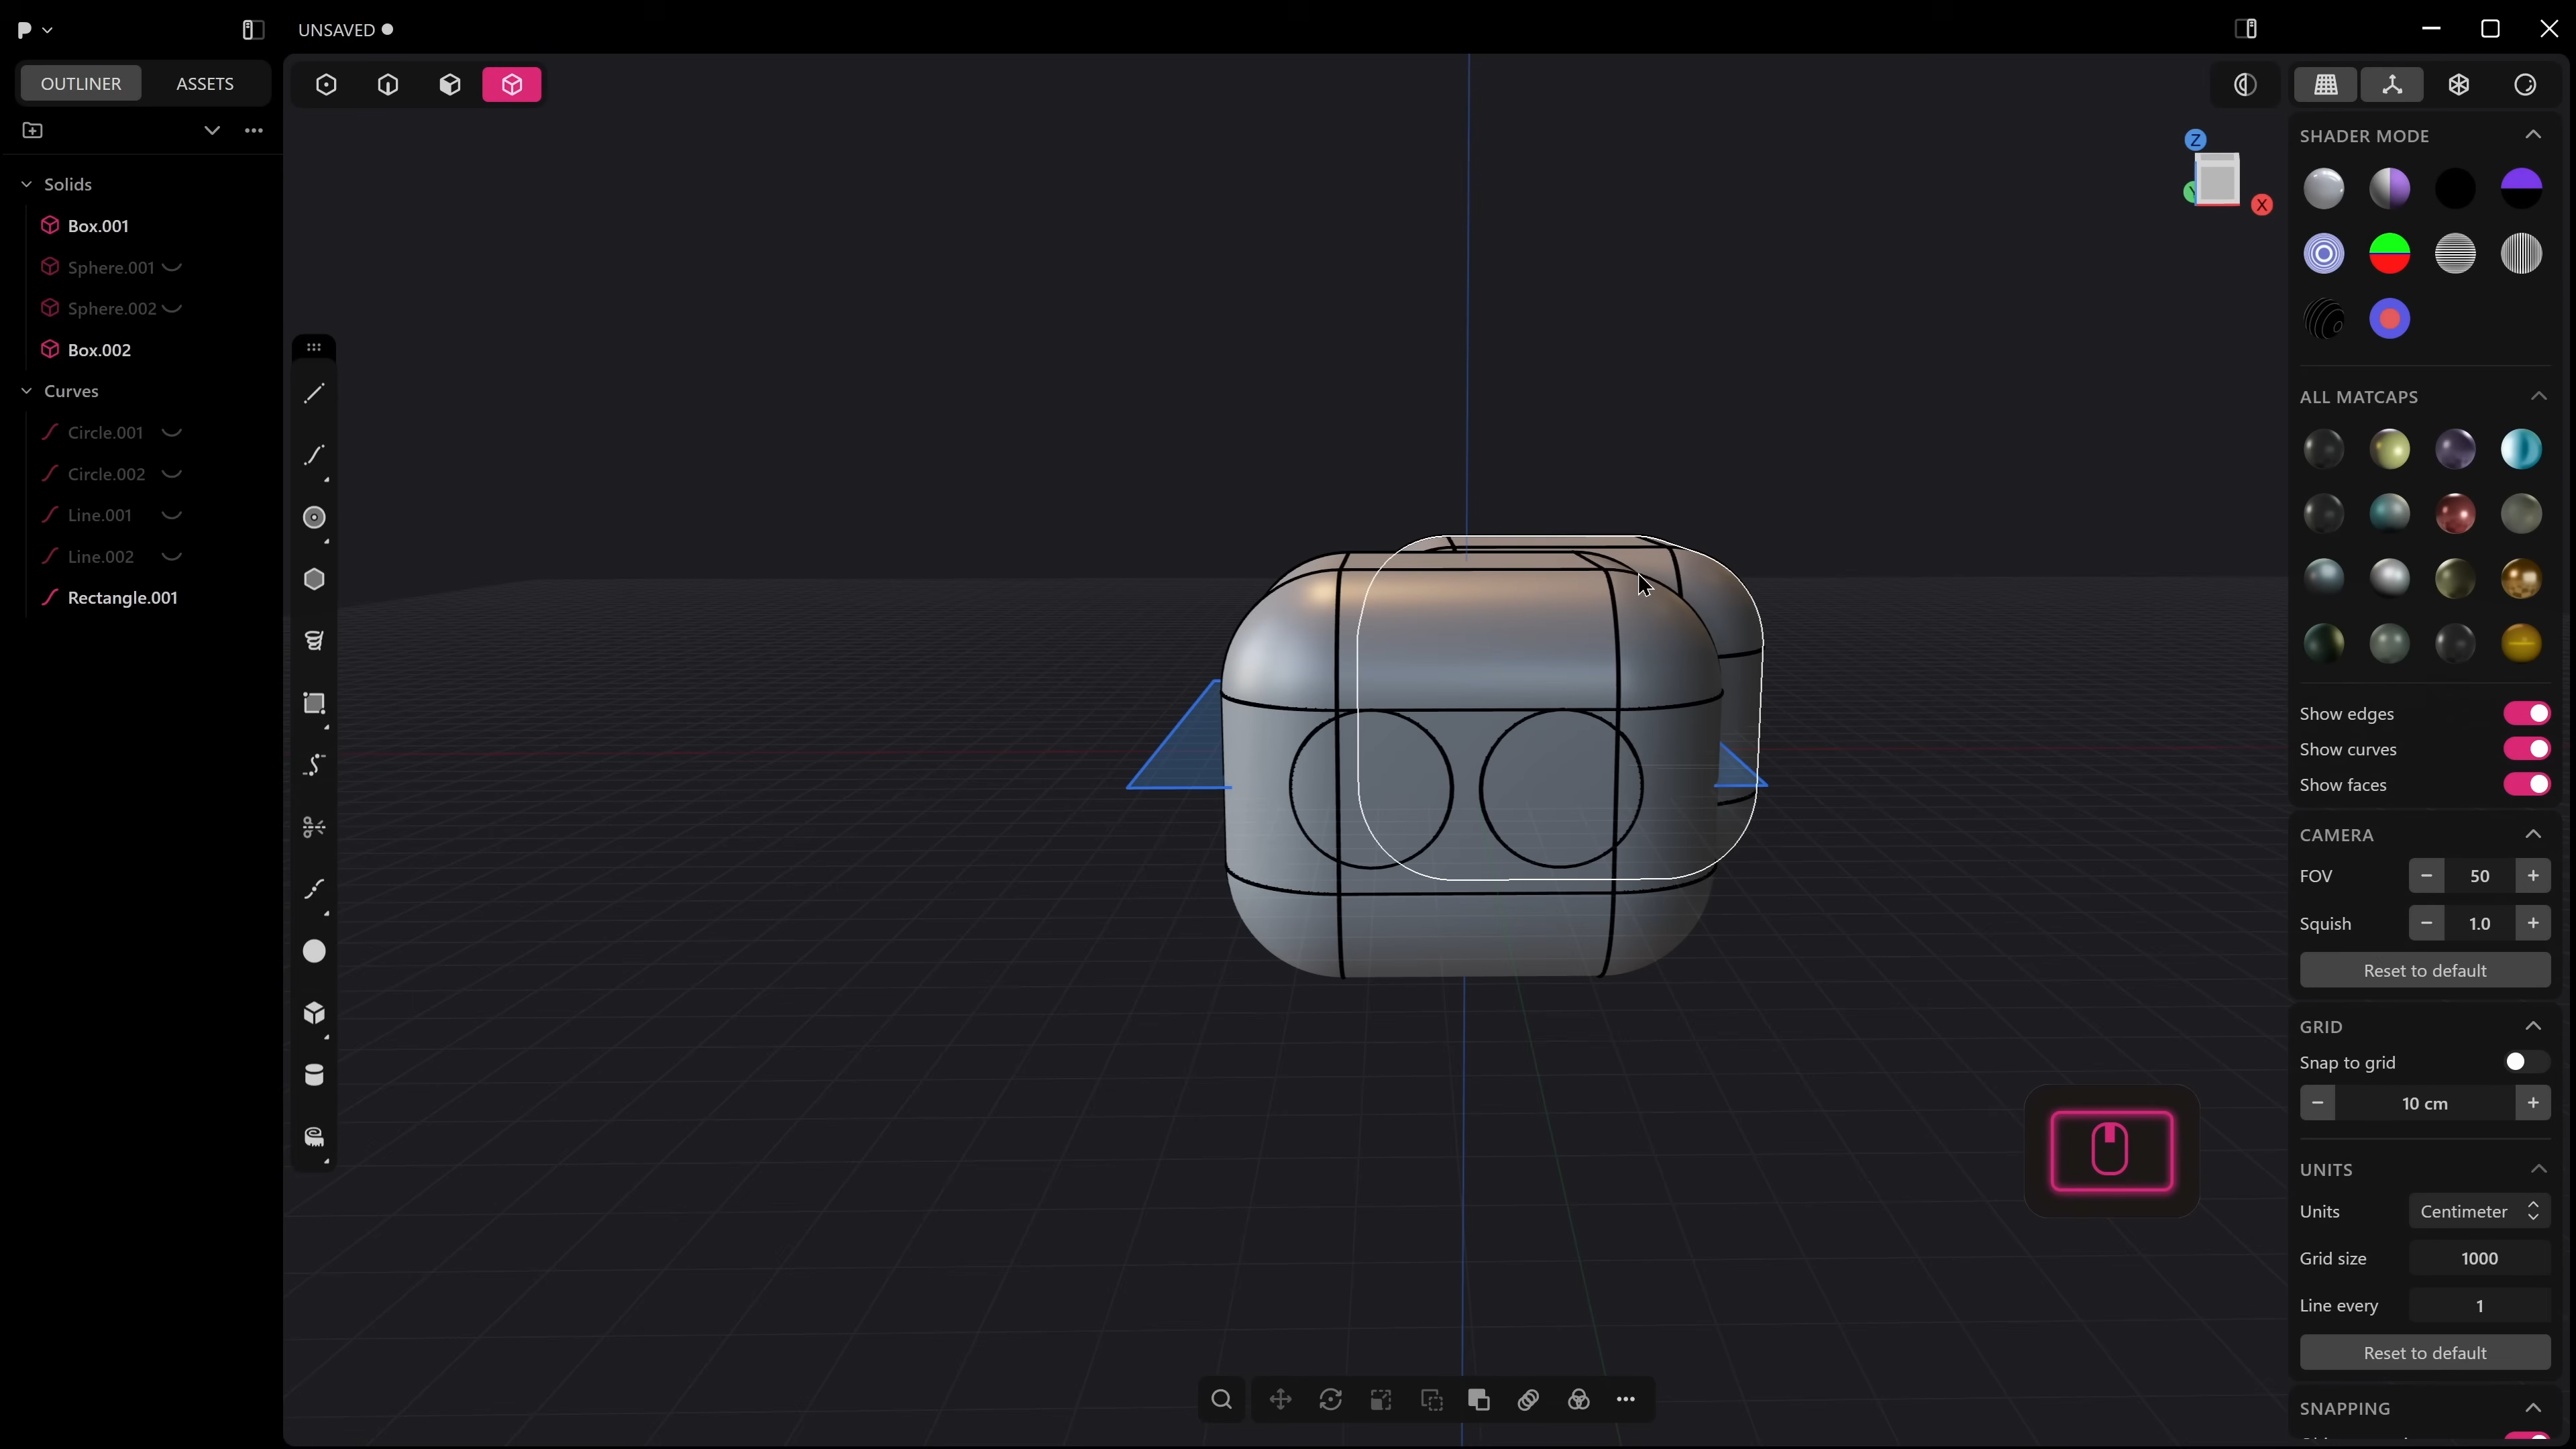 UNSAVED
OUTLINER
ASSETS
Solids
Box.001
Sphere.001
Sphere.002
Box.002
Curves
Circle.001
Circle.002
Line.001
Line.002
Rectangle.001
Z
Y
X
SHADER MODE
ALL MATCAPS
Show edges
Show curves
Show faces
CAMERA
FOV
50
Squish
1.0
Reset to default
GRID
Snap to grid
10 cm
UNITS
Units
Centimeter
Grid size
1000
Line every
1
Reset to default
SNAPPING